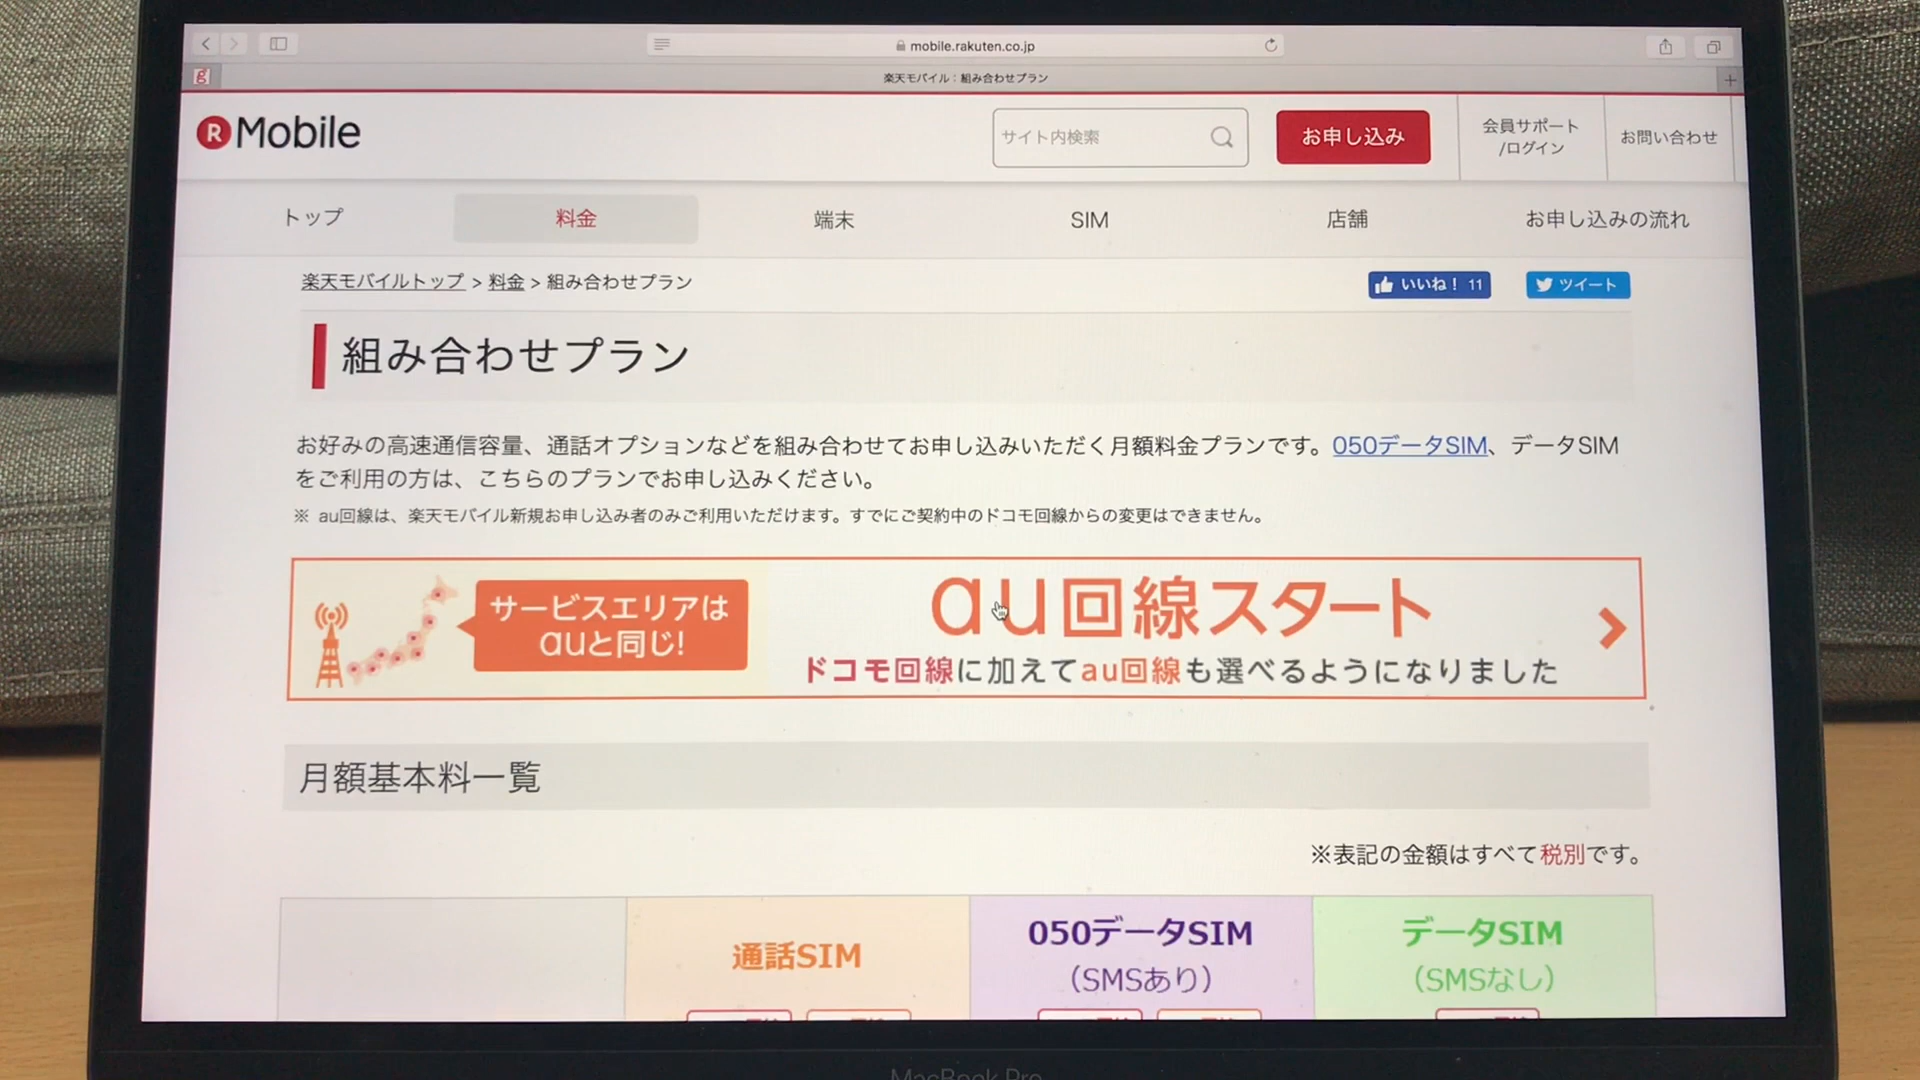 mobile.rakuten.co.jp
g
楽天モバイル：組み合わせプラン
R Mobile
サイト内検索
お申し込み
会員サポート
/ログイン
お問い合わせ
トップ
料金
端末
SIM
店舗
お申し込みの流れ
楽天モバイルトップ > 料金 > 組み合わせプラン
いいね！ 11
ツイート
組み合わせプラン
お好みの高速通信容量、通話オプションなどを組み合わせてお申し込みいただく月額料金プランです。050データSIM、データSIM
をご利用の方は、こちらのプランでお申し込みください。
※ au回線は、楽天モバイル新規お申し込み者のみご利用いただけます。すでにご契約中のドコモ回線からの変更はできません。
サービスエリアは
auと同じ!
au回線スタート
ドコモ回線に加えてau回線も選べるようになりました
月額基本料一覧
※表記の金額はすべて税別です。
通話SIM
050データSIM
（SMSあり）
データSIM
（SMSなし）
MacBook Pro